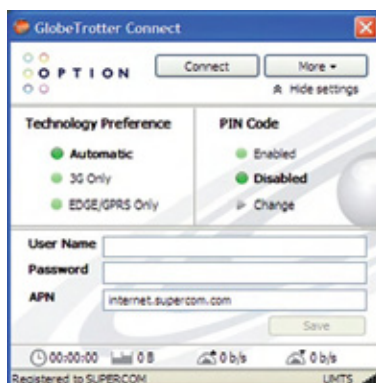 GlobeTrotter Connect
OPTION
Connect
More
Hide settings
Technology Preference
PIN Code
Automatic
Enabled
3G Only
Disabled
EDGE/GPRS Only
Change
User Name
Password
APN
internet.supercom.com
Save
00:00:00
0 B
0 b/s
0 b/s
Registered to SUPERCOM
UMTS